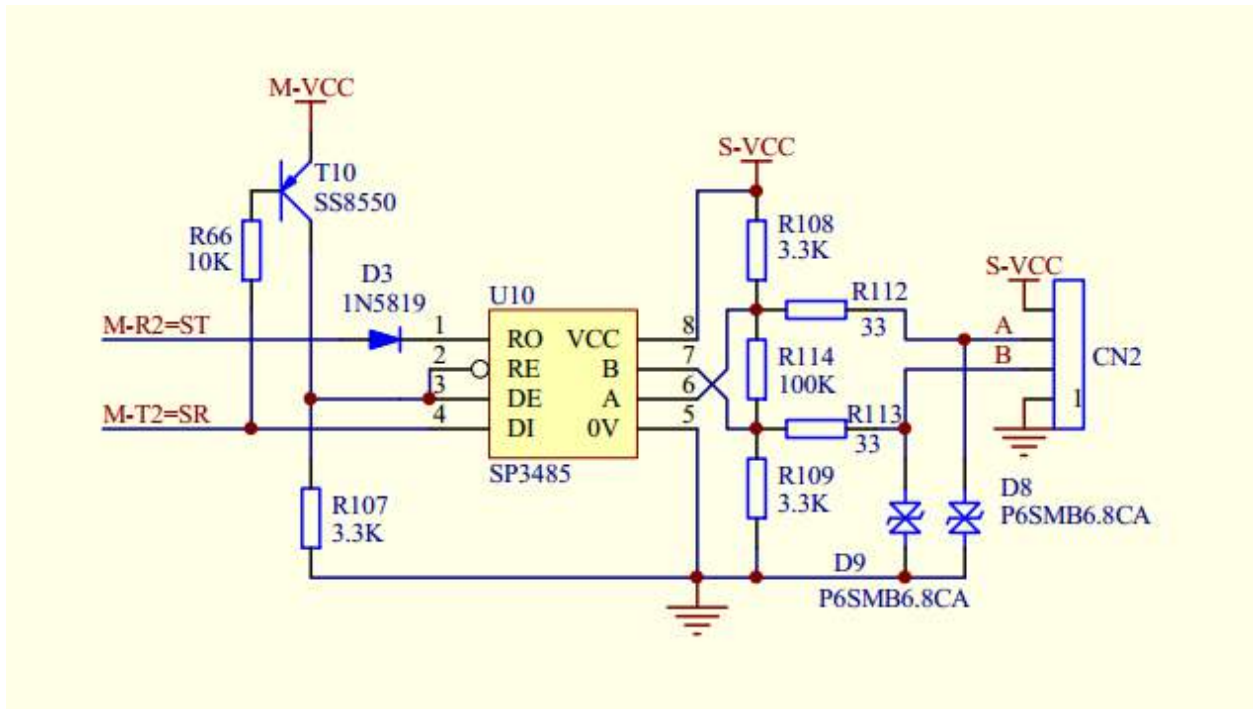 M-VCC
T10
SS8550
R66
10K
D3
1N5819
M-R2=ST
M-T2=SR
R107
3.3K
U10
1
2
3
4
RO
RE
DE
DI
VCC
B
A
0V
8
7
6
5
SP3485
S-VCC
R108
3.3K
R112
33
R114
100K
R113
33
R109
3.3K
S-VCC
A
B
1
CN2
D8
P6SMB6.8CA
D9
P6SMB6.8CA